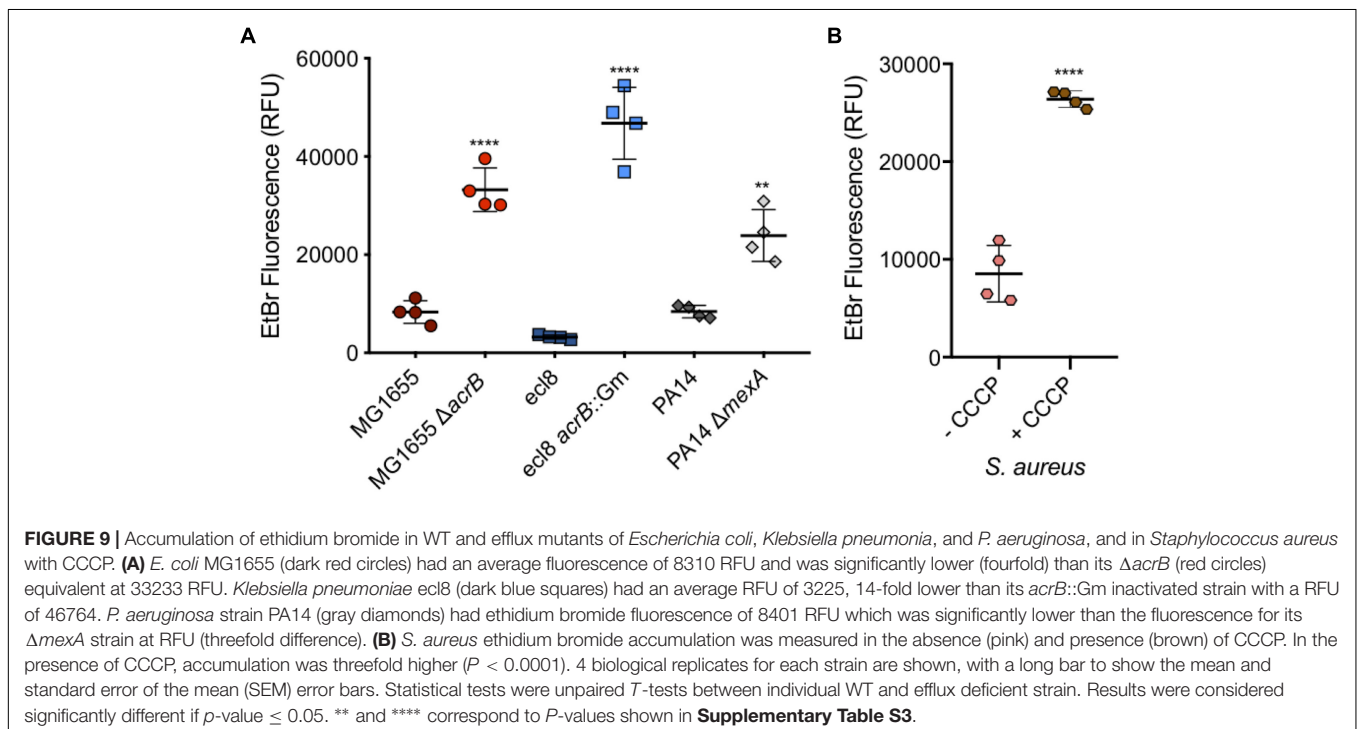 A
EtBr Fluorescence (RFU)
60000
40000
20000
0
****
****
**
MG1655
MG1655 ΔacrB
ecl8
ecl8 acrB::Gm
PA14
PA14 ΔmexA
B
EtBr Fluorescence (RFU)
30000
20000
10000
0
****
- CCCP
+ CCCP
S. aureus
FIGURE 9 | Accumulation of ethidium bromide in WT and efflux mutants of Escherichia coli, Klebsiella pneumonia, and P. aeruginosa, and in Staphylococcus aureus
with CCCP. (A) E. coli MG1655 (dark red circles) had an average fluorescence of 8310 RFU and was significantly lower (fourfold) than its ΔacrB (red circles)
equivalent at 33233 RFU. Klebsiella pneumoniae ecl8 (dark blue squares) had an average RFU of 3225, 14-fold lower than its acrB::Gm inactivated strain with a RFU
of 46764. P. aeruginosa strain PA14 (gray diamonds) had ethidium bromide fluorescence of 8401 RFU which was significantly lower than the fluorescence for its
ΔmexA strain at RFU (threefold difference). (B) S. aureus ethidium bromide accumulation was measured in the absence (pink) and presence (brown) of CCCP. In the
presence of CCCP, accumulation was threefold higher (P < 0.0001). 4 biological replicates for each strain are shown, with a long bar to show the mean and
standard error of the mean (SEM) error bars. Statistical tests were unpaired T-tests between individual WT and efflux deficient strain. Results were considered
significantly different if p-value ≤ 0.05. ** and **** correspond to P-values shown in Supplementary Table S3.